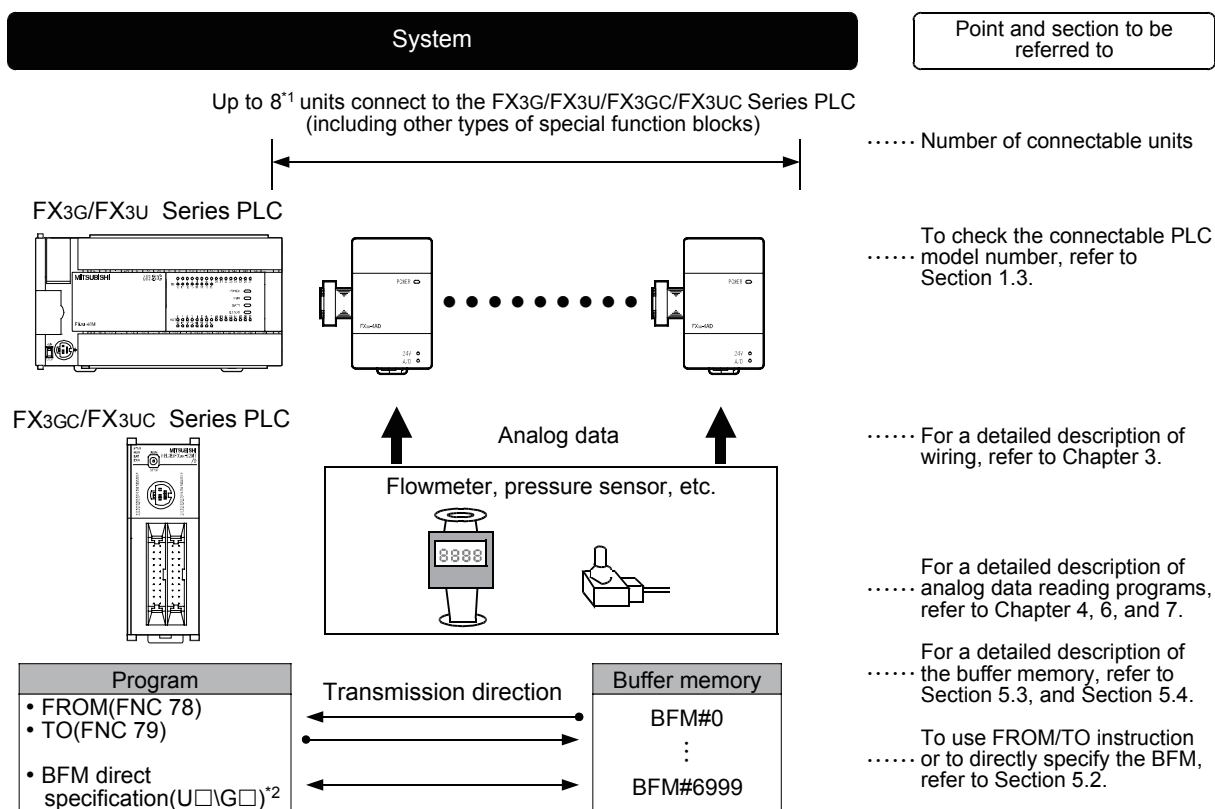 System
Point and section to be
referred to
Up to 8*1 units connect to the FX3G/FX3U/FX3GC/FX3UC Series PLC
(including other types of special function blocks)
...... Number of connectable units
FX3G/FX3U Series PLC
MITSUBISHI
POWER
24V
A/D
POWER
24V
A/D
To check the connectable PLC
...... model number, refer to
Section 1.3.
FX3GC/FX3UC Series PLC
MITSUBISHI
Analog data
...... For a detailed description of
wiring, refer to Chapter 3.
Flowmeter, pressure sensor, etc.
8888
For a detailed description of
...... analog data reading programs,
refer to Chapter 4, 6, and 7.
For a detailed description of
...... the buffer memory, refer to
Section 5.3, and Section 5.4.
Program
• FROM(FNC 78)
• TO(FNC 79)
• BFM direct
specification(U□\G□)*2
Transmission direction
Buffer memory
BFM#0
⋮
BFM#6999
To use FROM/TO instruction
...... or to directly specify the BFM,
refer to Section 5.2.